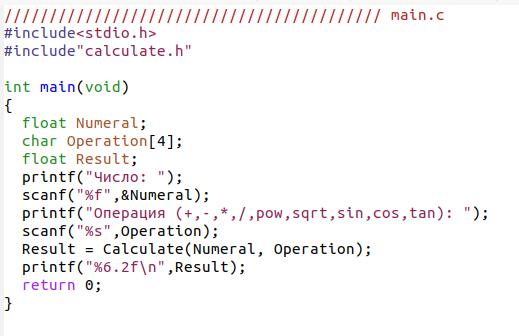 ////////////////////////////////////////// main.c
#include<stdio.h>
#include"calculate.h"

int main(void)
{
  float Numeral;
  char Operation[4];
  float Result;
  printf("Число: ");
  scanf("%f",&Numeral);
  printf("Операция (+,-,*,/,pow,sqrt,sin,cos,tan): ");
  scanf("%s",Operation);
  Result = Calculate(Numeral, Operation);
  printf("%6.2f\n",Result);
  return 0;
}